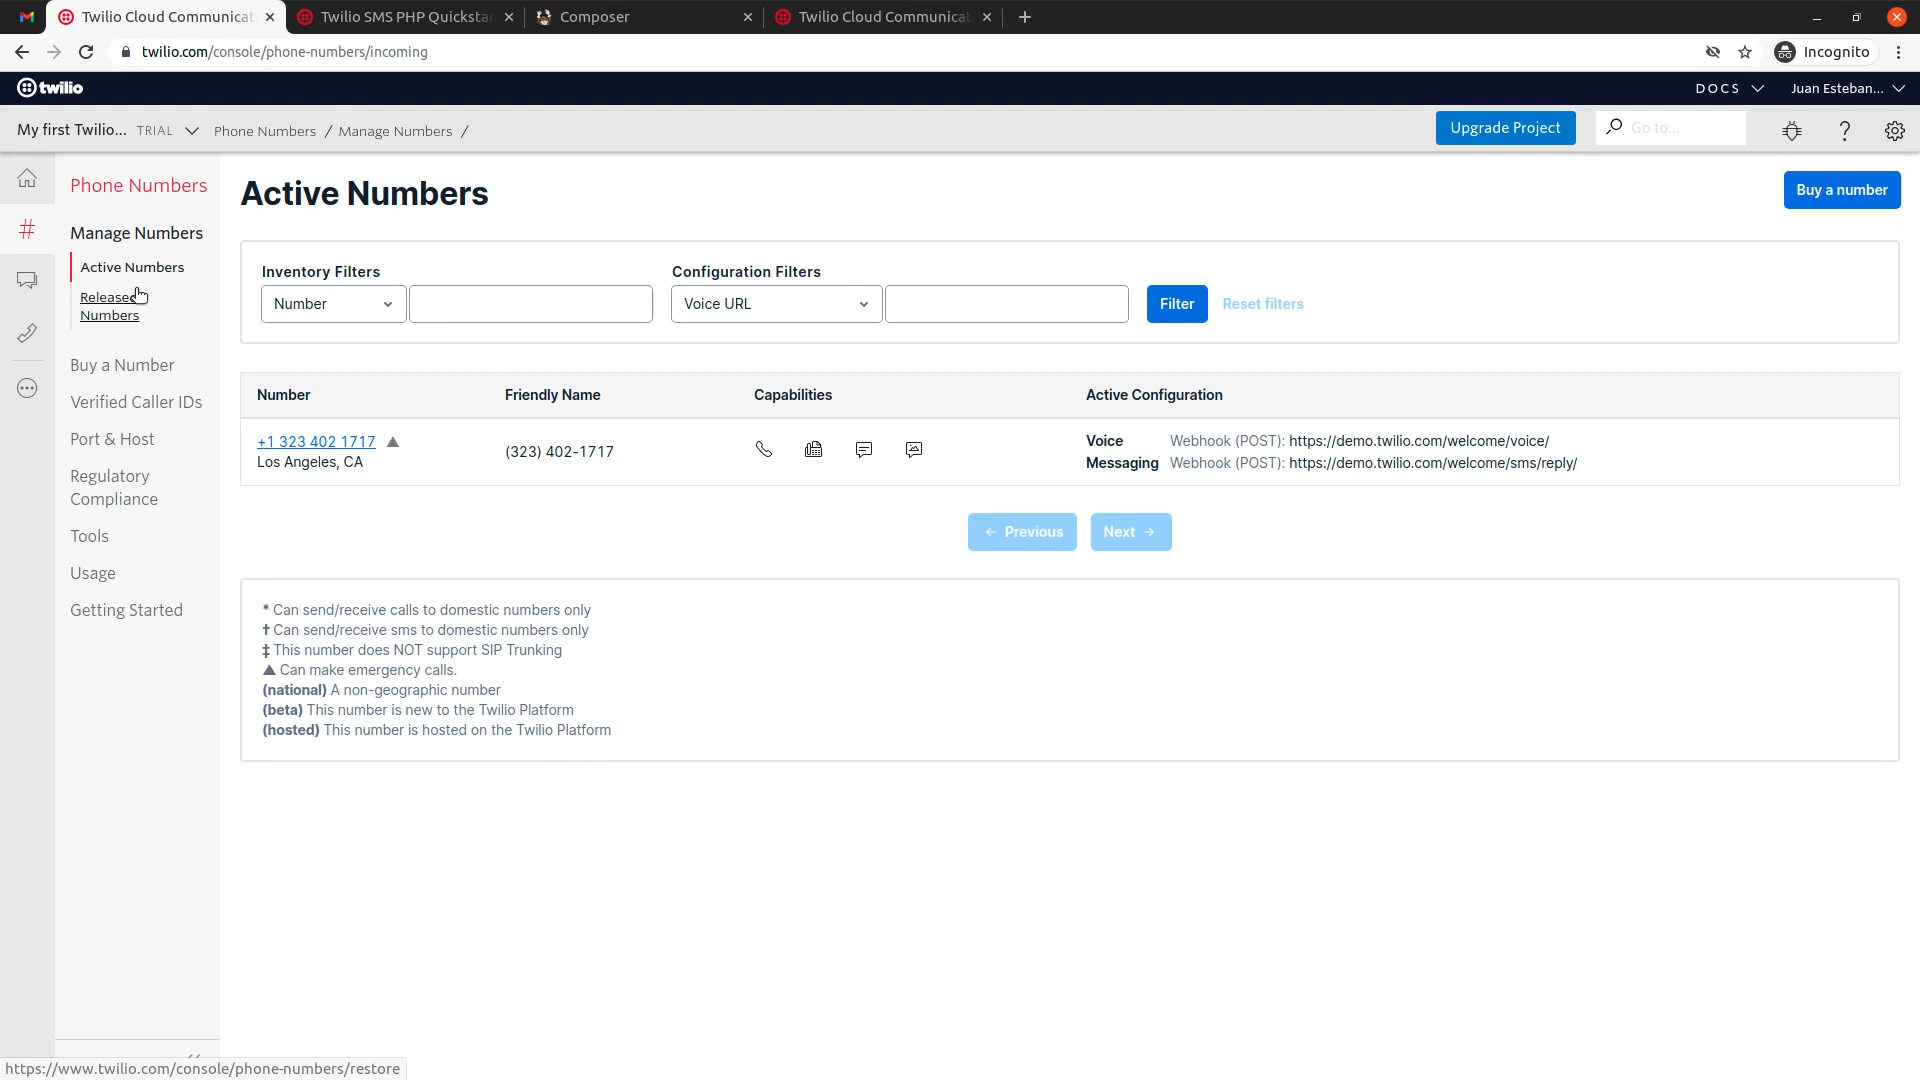 Twilio Cloud Communicat
Twilio SMS PHP Quickstar
Composer
Twilio Cloud Communicat
twilio.com/console/phone-numbers/incoming
Incognito
twilio
DOCS
Juan Esteban...
My first Twilio... TRIAL
Phone Numbers / Manage Numbers /
Upgrade Project
Go to...
Phone Numbers
Manage Numbers
Active Numbers
Released
Numbers
Buy a Number
Verified Caller IDs
Port & Host
Regulatory
Compliance
Tools
Usage
Getting Started
Active Numbers
Buy a number
Inventory Filters
Configuration Filters
Number
Voice URL
Filter
Reset filters
Number Friendly Name Capabilities Active Configuration
+1 323 402 1717 ▲
Los Angeles, CA
(323) 402-1717
Voice Webhook (POST): https://demo.twilio.com/welcome/voice/
Messaging Webhook (POST): https://demo.twilio.com/welcome/sms/reply/
← Previous
Next →
* Can send/receive calls to domestic numbers only
† Can send/receive sms to domestic numbers only
‡ This number does NOT support SIP Trunking
▲ Can make emergency calls.
(national) A non-geographic number
(beta) This number is new to the Twilio Platform
(hosted) This number is hosted on the Twilio Platform
https://www.twilio.com/console/phone-numbers/restore